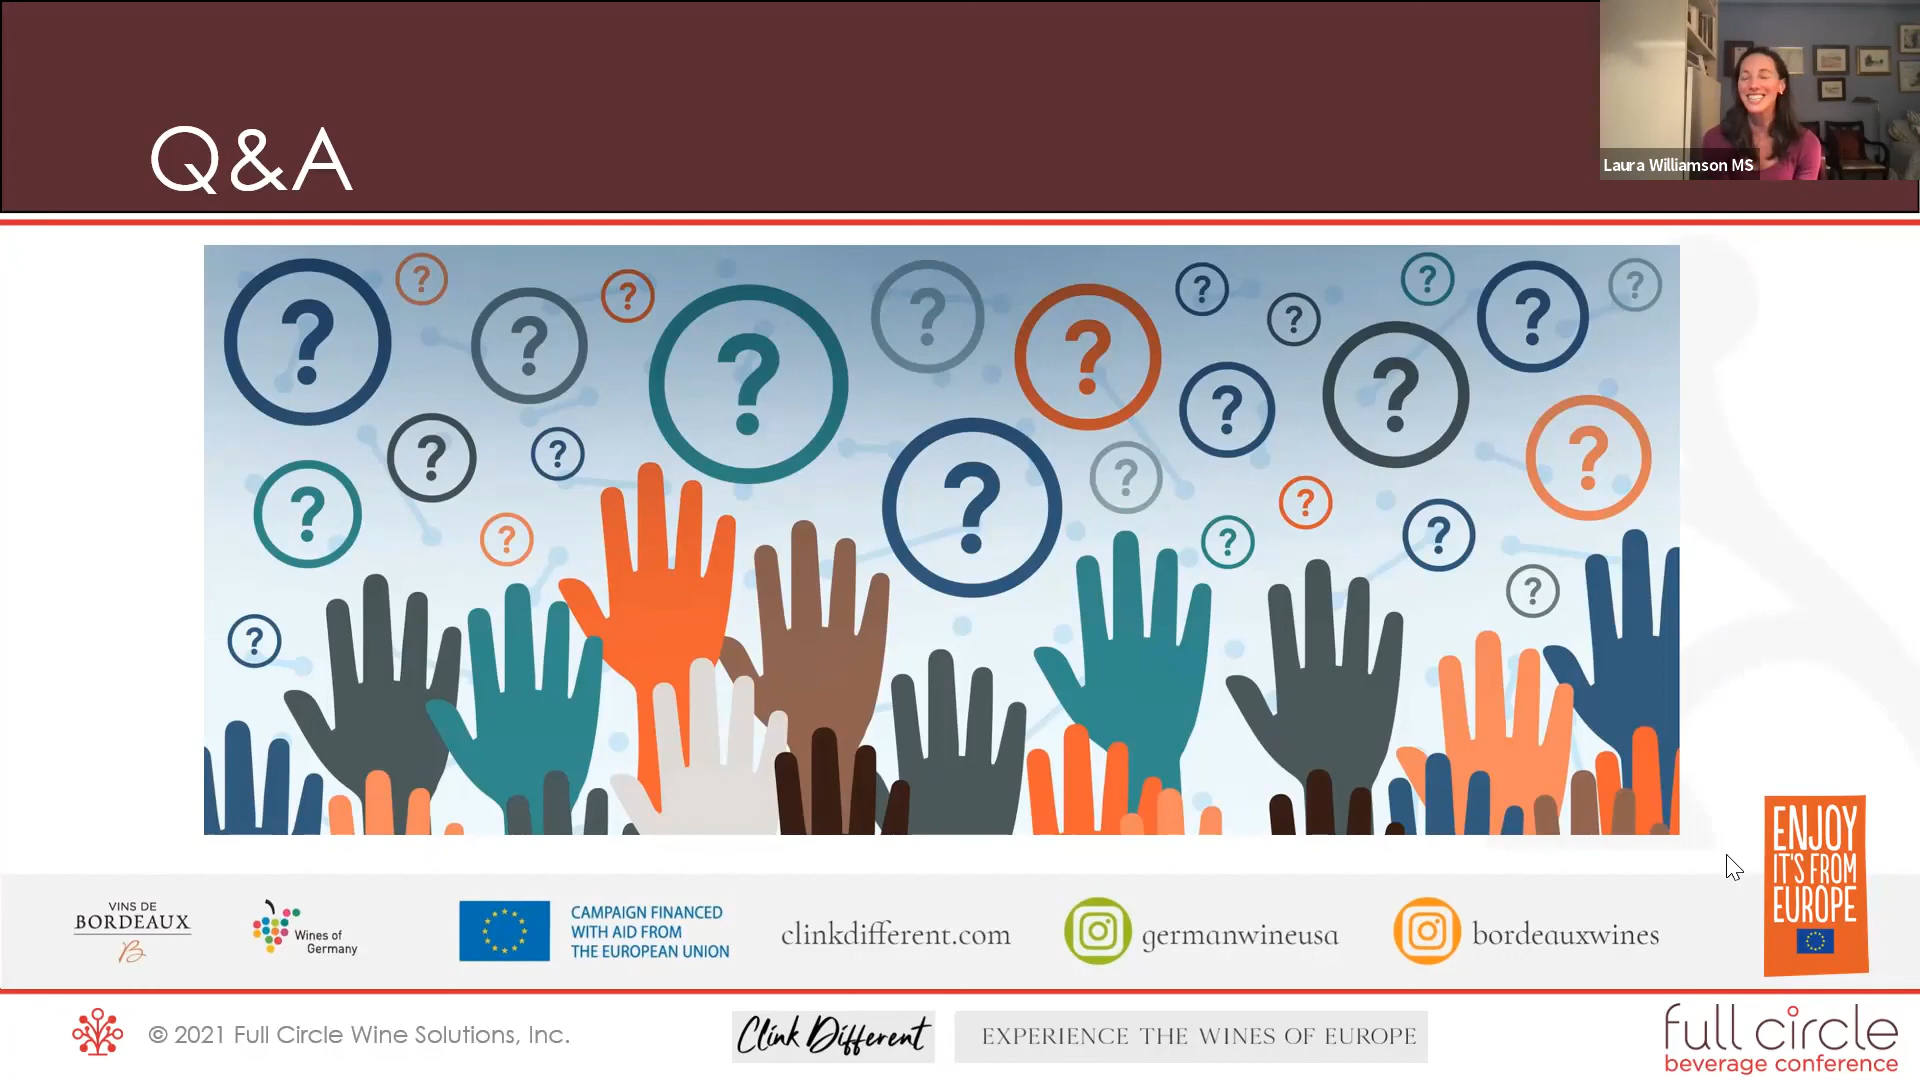 Q&A
Laura Williamson MS
? ? ? ? ? ? ? ? ? ? ? ?
? ? ? ? ? ? ? ?
? ? ? ? ? ? ? ?
VINS DE
BORDEAUX
B
Wines of
Germany
CAMPAIGN FINANCED
WITH AID FROM
THE EUROPEAN UNION
clinkdifferent.com
germanwineusa
bordeauxwines
ENJOY
IT'S FROM
EUROPE
© 2021 Full Circle Wine Solutions, Inc.
Clink Different
EXPERIENCE THE WINES OF EUROPE
full circle
beverage conference